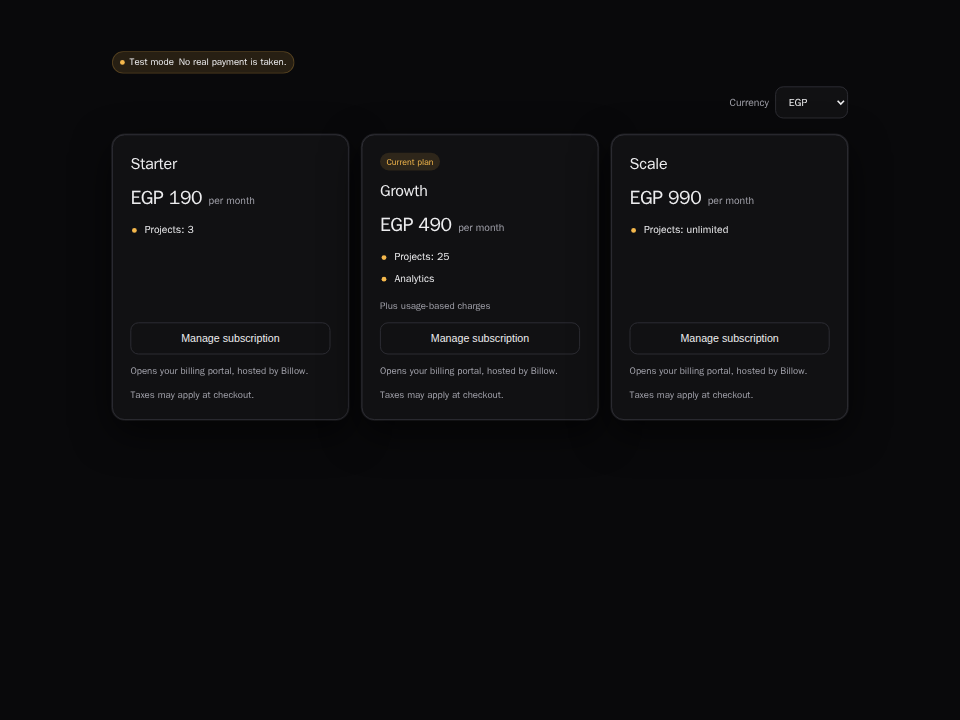 Test mode No real payment is taken.
Currency EGP
Starter
EGP 190 per month
Projects: 3
Manage subscription
Opens your billing portal, hosted by Billow.
Taxes may apply at checkout.
Current plan
Growth
EGP 490 per month
Projects: 25
Analytics
Plus usage-based charges
Manage subscription
Opens your billing portal, hosted by Billow.
Taxes may apply at checkout.
Scale
EGP 990 per month
Projects: unlimited
Manage subscription
Opens your billing portal, hosted by Billow.
Taxes may apply at checkout.